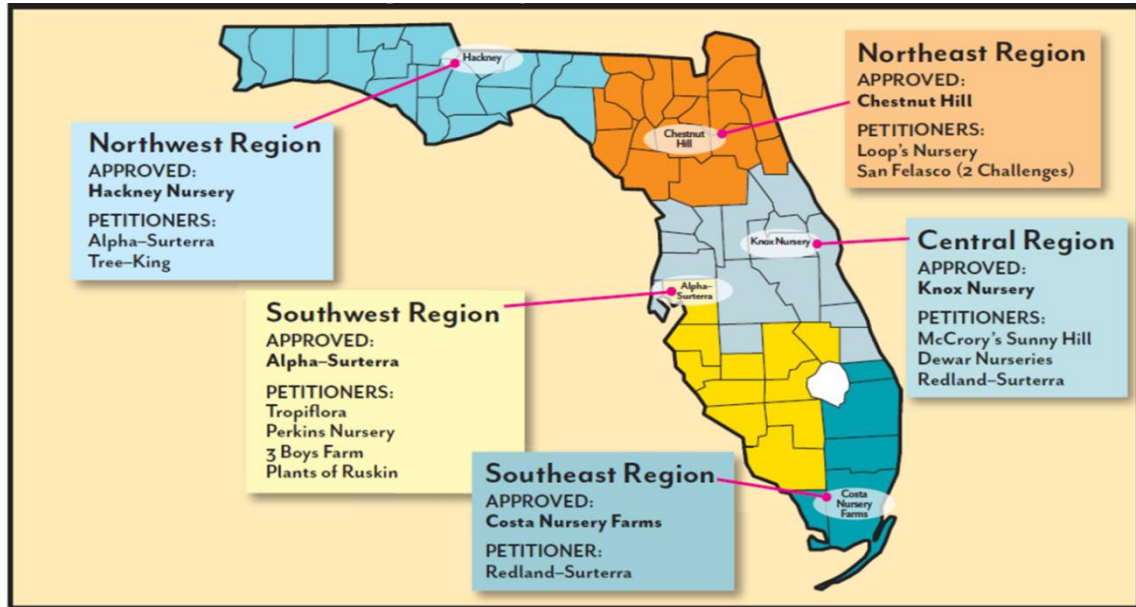 Hackney
Northeast Region
APPROVED:
Chestnut Hill
PETITIONERS:
Loop's Nursery
San Felasco (2 Challenges)
Chestnut
Hill
Northwest Region
APPROVED:
Hackney Nursery
PETITIONERS:
Alpha–Surterra
Tree–King
Knox Nursery
Central Region
APPROVED:
Knox Nursery
PETITIONERS:
McCrory's Sunny Hill
Dewar Nurseries
Redland–Surterra
Alpha–
Surterra
Southwest Region
APPROVED:
Alpha–Surterra
PETITIONERS:
Tropiflora
Perkins Nursery
3 Boys Farm
Plants of Ruskin
Southeast Region
APPROVED:
Costa Nursery Farms
PETITIONER:
Redland–Surterra
Costa
Nursery
Farms